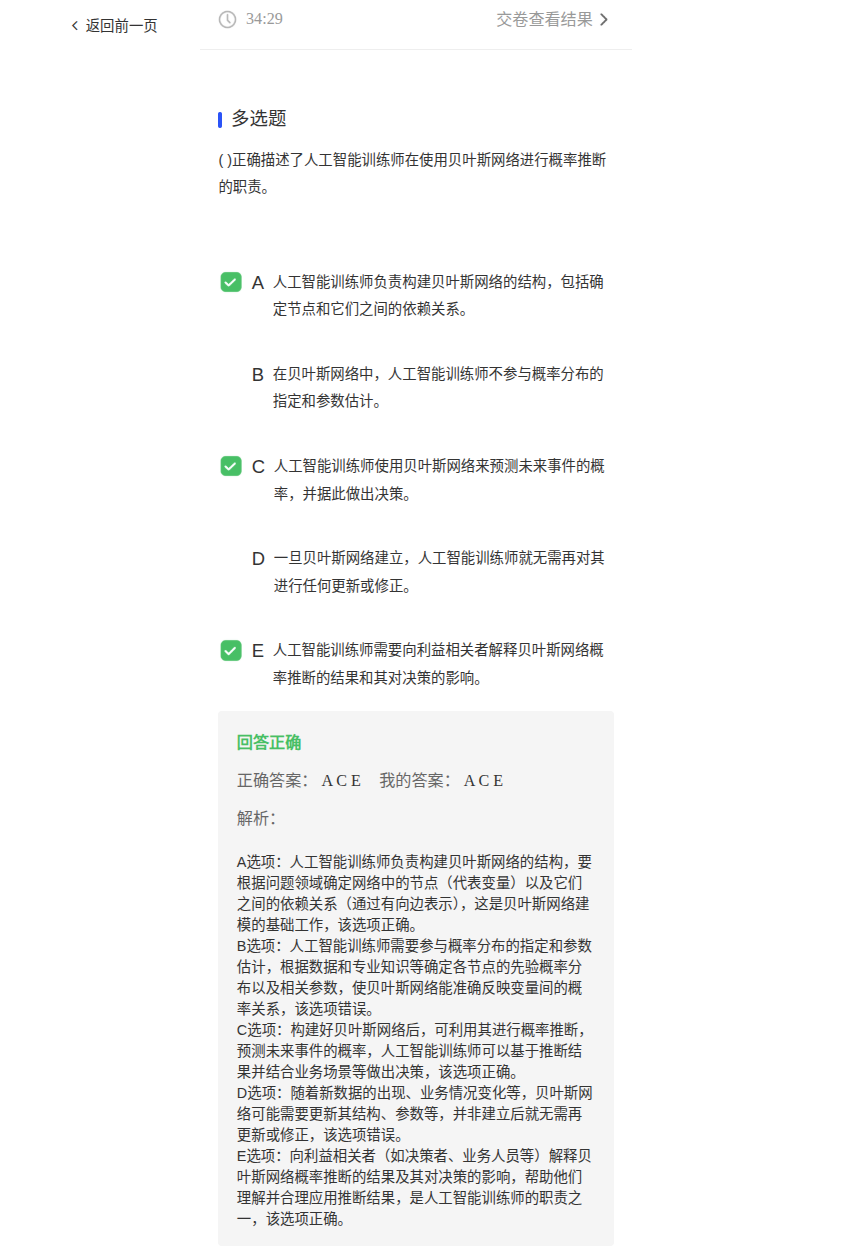 返回前一页
34:29
交卷查看结果
多选题
( )正确描述了人工智能训练师在使用贝叶斯网络进行概率推断
的职责。
A 人工智能训练师负责构建贝叶斯网络的结构，包括确
定节点和它们之间的依赖关系。
B 在贝叶斯网络中，人工智能训练师不参与概率分布的
指定和参数估计。
C 人工智能训练师使用贝叶斯网络来预测未来事件的概
率，并据此做出决策。
D 一旦贝叶斯网络建立，人工智能训练师就无需再对其
进行任何更新或修正。
E 人工智能训练师需要向利益相关者解释贝叶斯网络概
率推断的结果和其对决策的影响。
回答正确
正确答案： A C E 我的答案： A C E
解析：
A选项：人工智能训练师负责构建贝叶斯网络的结构，要
根据问题领域确定网络中的节点（代表变量）以及它们
之间的依赖关系（通过有向边表示），这是贝叶斯网络建
模的基础工作，该选项正确。
B选项：人工智能训练师需要参与概率分布的指定和参数
估计，根据数据和专业知识等确定各节点的先验概率分
布以及相关参数，使贝叶斯网络能准确反映变量间的概
率关系，该选项错误。
C选项：构建好贝叶斯网络后，可利用其进行概率推断，
预测未来事件的概率，人工智能训练师可以基于推断结
果并结合业务场景等做出决策，该选项正确。
D选项：随着新数据的出现、业务情况变化等，贝叶斯网
络可能需要更新其结构、参数等，并非建立后就无需再
更新或修正，该选项错误。
E选项：向利益相关者（如决策者、业务人员等）解释贝
叶斯网络概率推断的结果及其对决策的影响，帮助他们
理解并合理应用推断结果，是人工智能训练师的职责之
一，该选项正确。